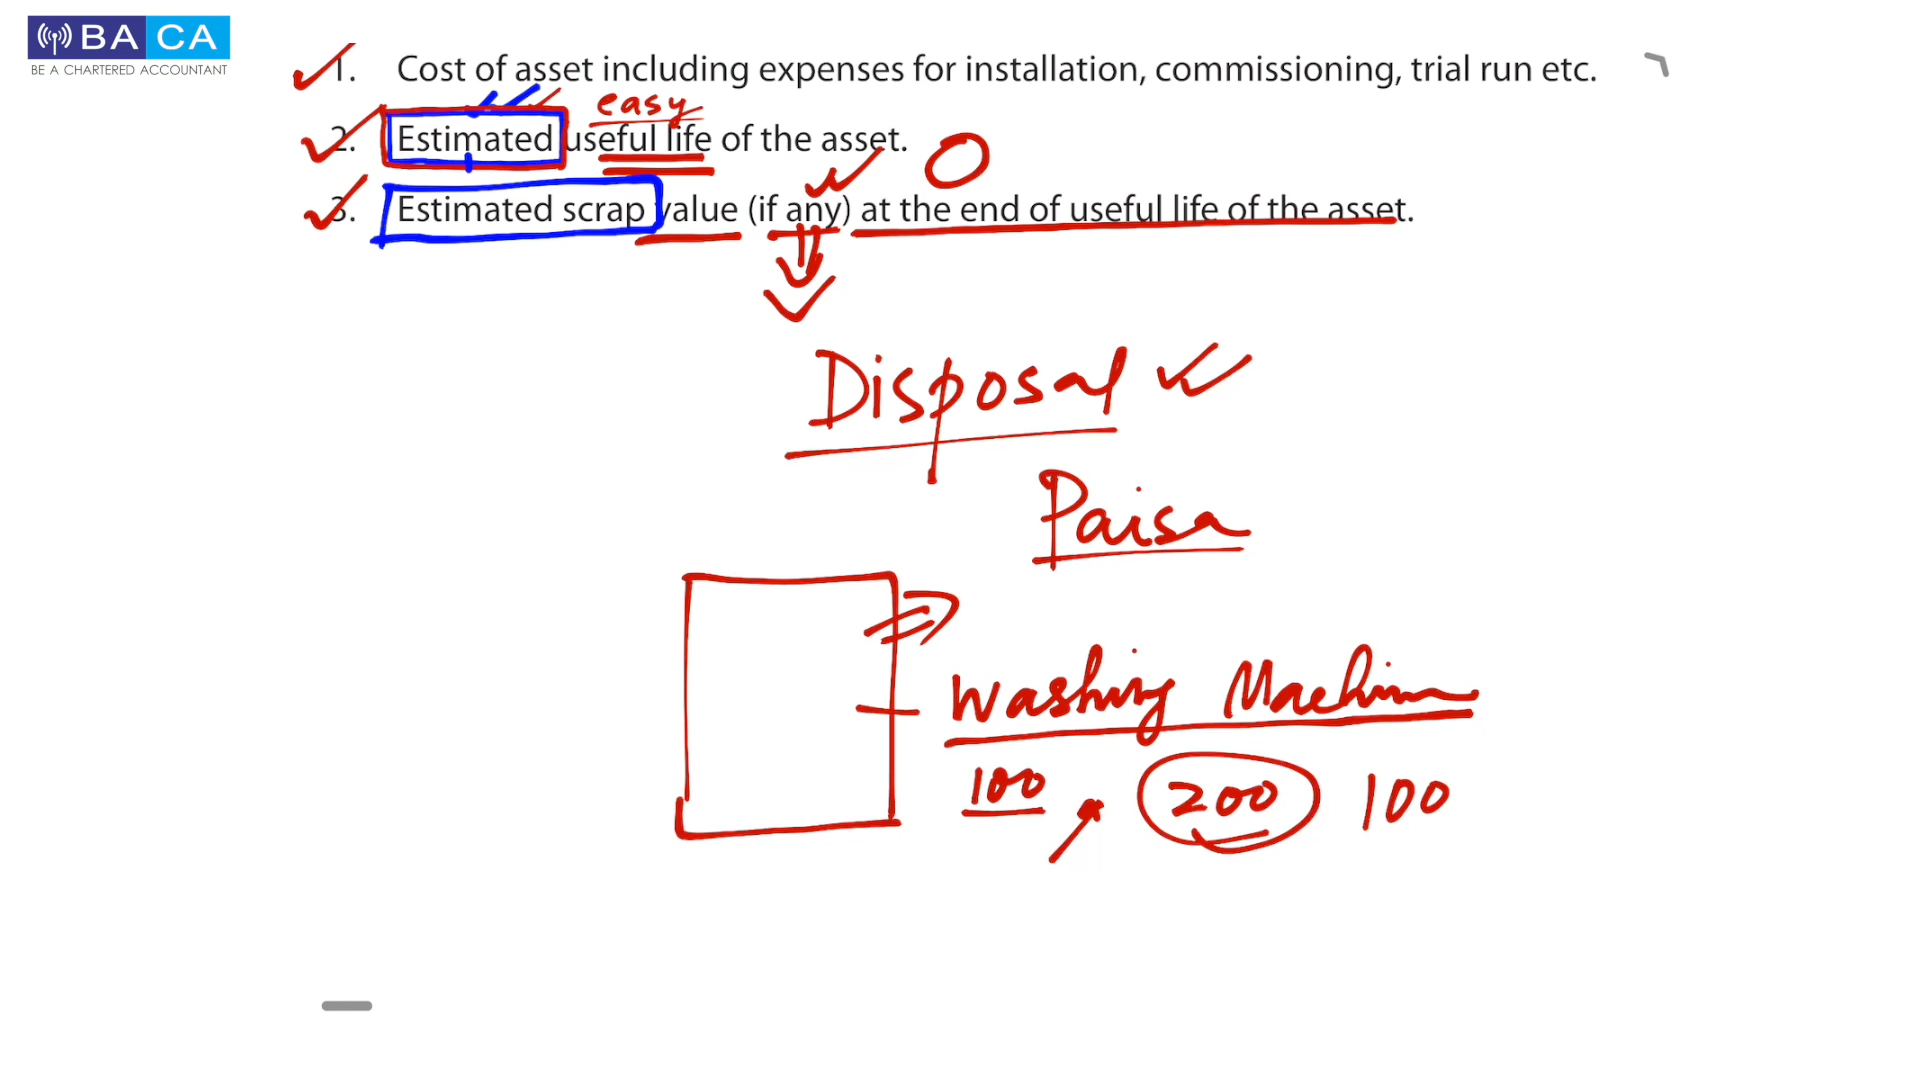 BA CA
BE A CHARTERED ACCOUNTANT
1. Cost of asset including expenses for installation, commissioning, trial run etc.
easy
2. Estimated useful life of the asset.
3. Estimated scrap value (if any) at the end of useful life of the asset.
Disposal
Paisa
Washing Machine
100 200 100